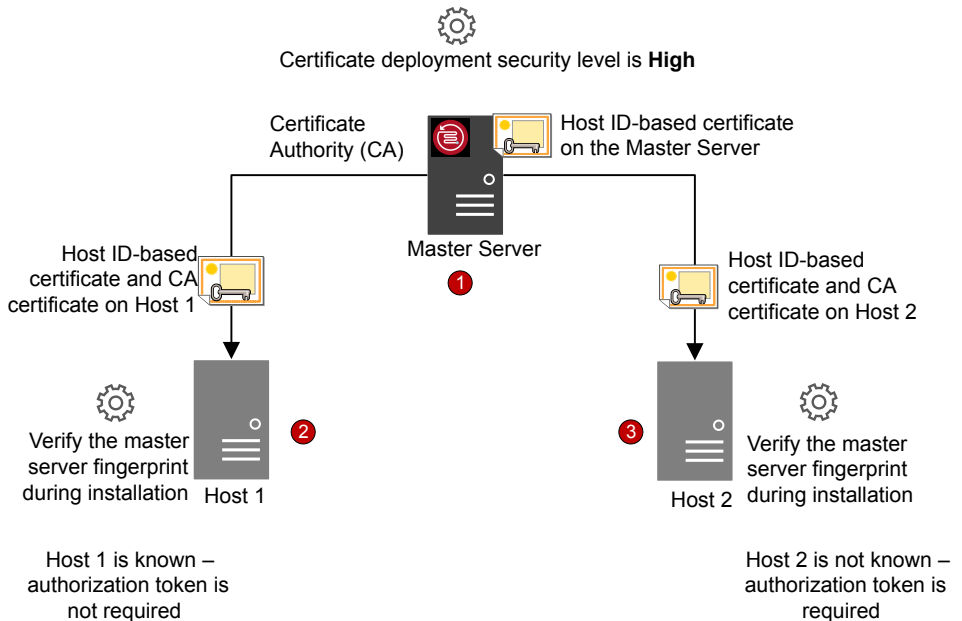 Certificate deployment security level is High
Certificate
Authority (CA)
Host ID-based certificate
on the Master Server
Master Server
1
Host ID-based
certificate and CA
certificate on Host 1
Host ID-based
certificate and CA
certificate on Host 2
2
3
Verify the master
server fingerprint
during installation
Host 1
Host 2
Verify the master
server fingerprint
during installation
Host 1 is known –
authorization token is
not required
Host 2 is not known –
authorization token is
required